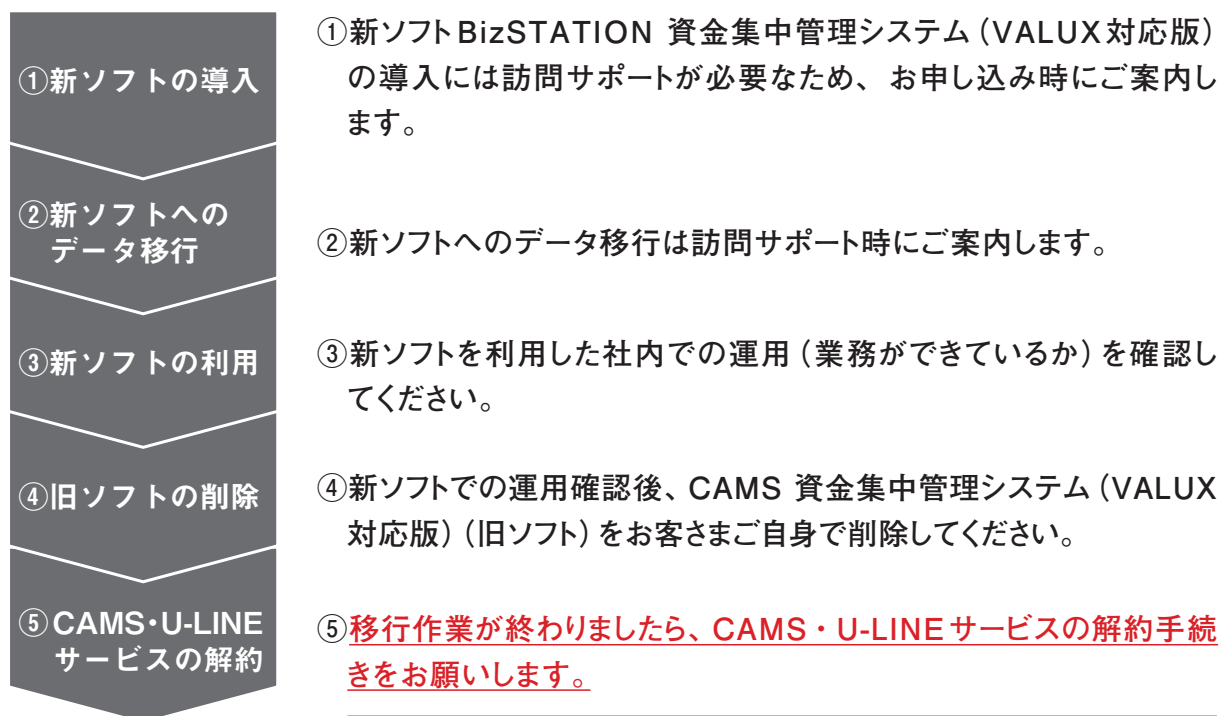 ①新ソフトの導入
①新ソフトBizSTATION 資金集中管理システム（VALUX対応版）
の導入には訪問サポートが必要なため、お申し込み時にご案内し
ます。
②新ソフトへの
データ移行
②新ソフトへのデータ移行は訪問サポート時にご案内します。
③新ソフトの利用
③新ソフトを利用した社内での運用（業務ができているか）を確認し
てください。
④旧ソフトの削除
④新ソフトでの運用確認後、CAMS 資金集中管理システム（VALUX
対応版）（旧ソフト）をお客さまご自身で削除してください。
⑤CAMS・U-LINE
サービスの解約
⑤移行作業が終わりましたら、CAMS・U-LINEサービスの解約手続
きをお願いします。